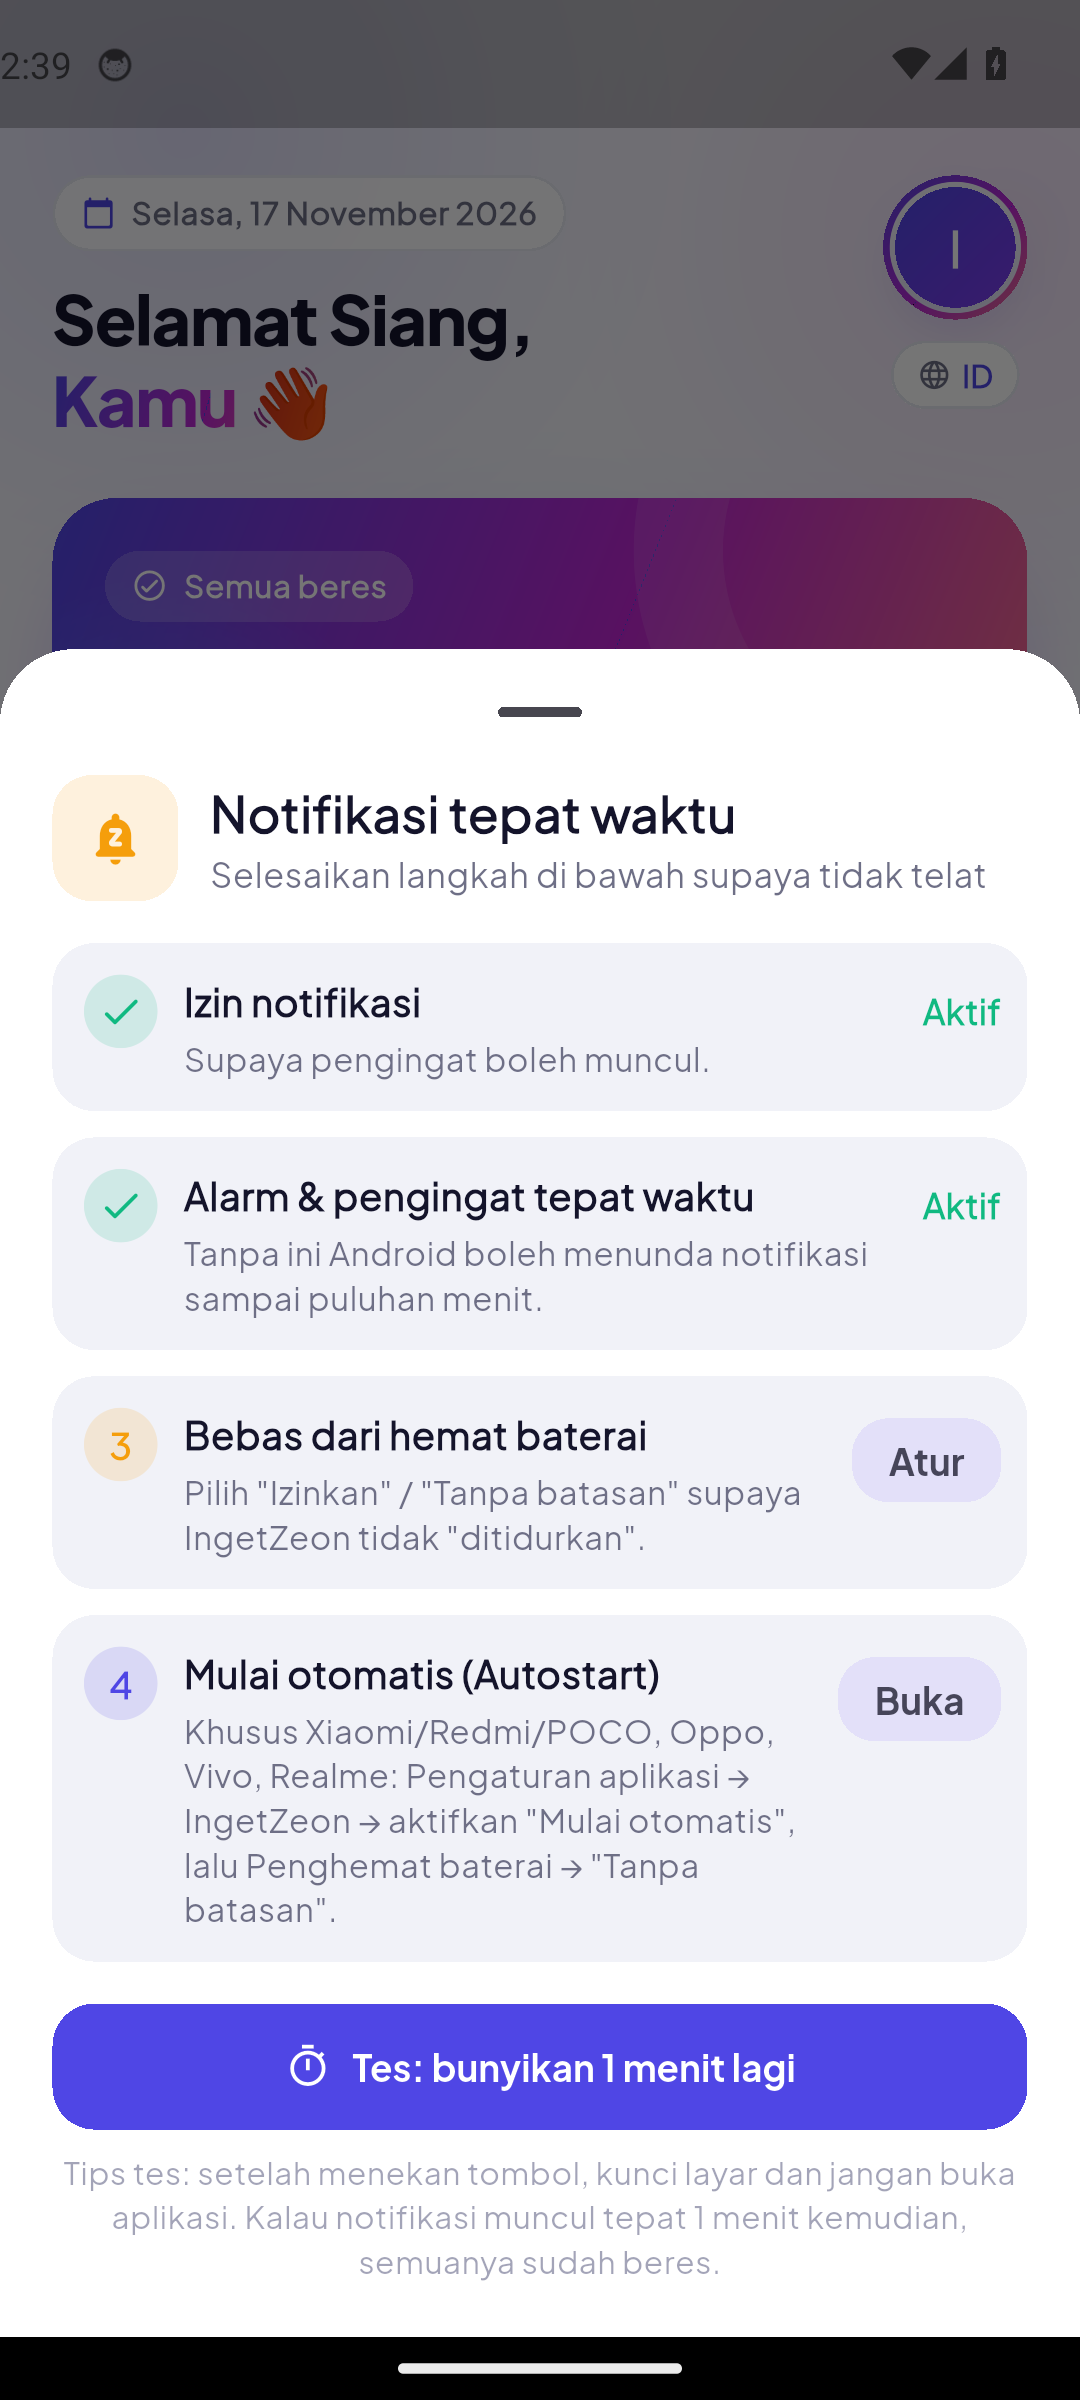 2:39
Selasa, 17 November 2026
I
Selamat Siang,
Kamu 👋
ID
Semua beres
Notifikasi tepat waktu
Selesaikan langkah di bawah supaya tidak telat
Izin notifikasi
Aktif
Supaya pengingat boleh muncul.
Alarm & pengingat tepat waktu
Aktif
Tanpa ini Android boleh menunda notifikasi
sampai puluhan menit.
3
Bebas dari hemat baterai
Atur
Pilih "Izinkan" / "Tanpa batasan" supaya
IngetZeon tidak "ditidurkan".
4
Mulai otomatis (Autostart)
Buka
Khusus Xiaomi/Redmi/POCO, Oppo,
Vivo, Realme: Pengaturan aplikasi →
IngetZeon → aktifkan "Mulai otomatis",
lalu Penghemat baterai → "Tanpa
batasan".
Tes: bunyikan 1 menit lagi
Tips tes: setelah menekan tombol, kunci layar dan jangan buka
aplikasi. Kalau notifikasi muncul tepat 1 menit kemudian,
semuanya sudah beres.